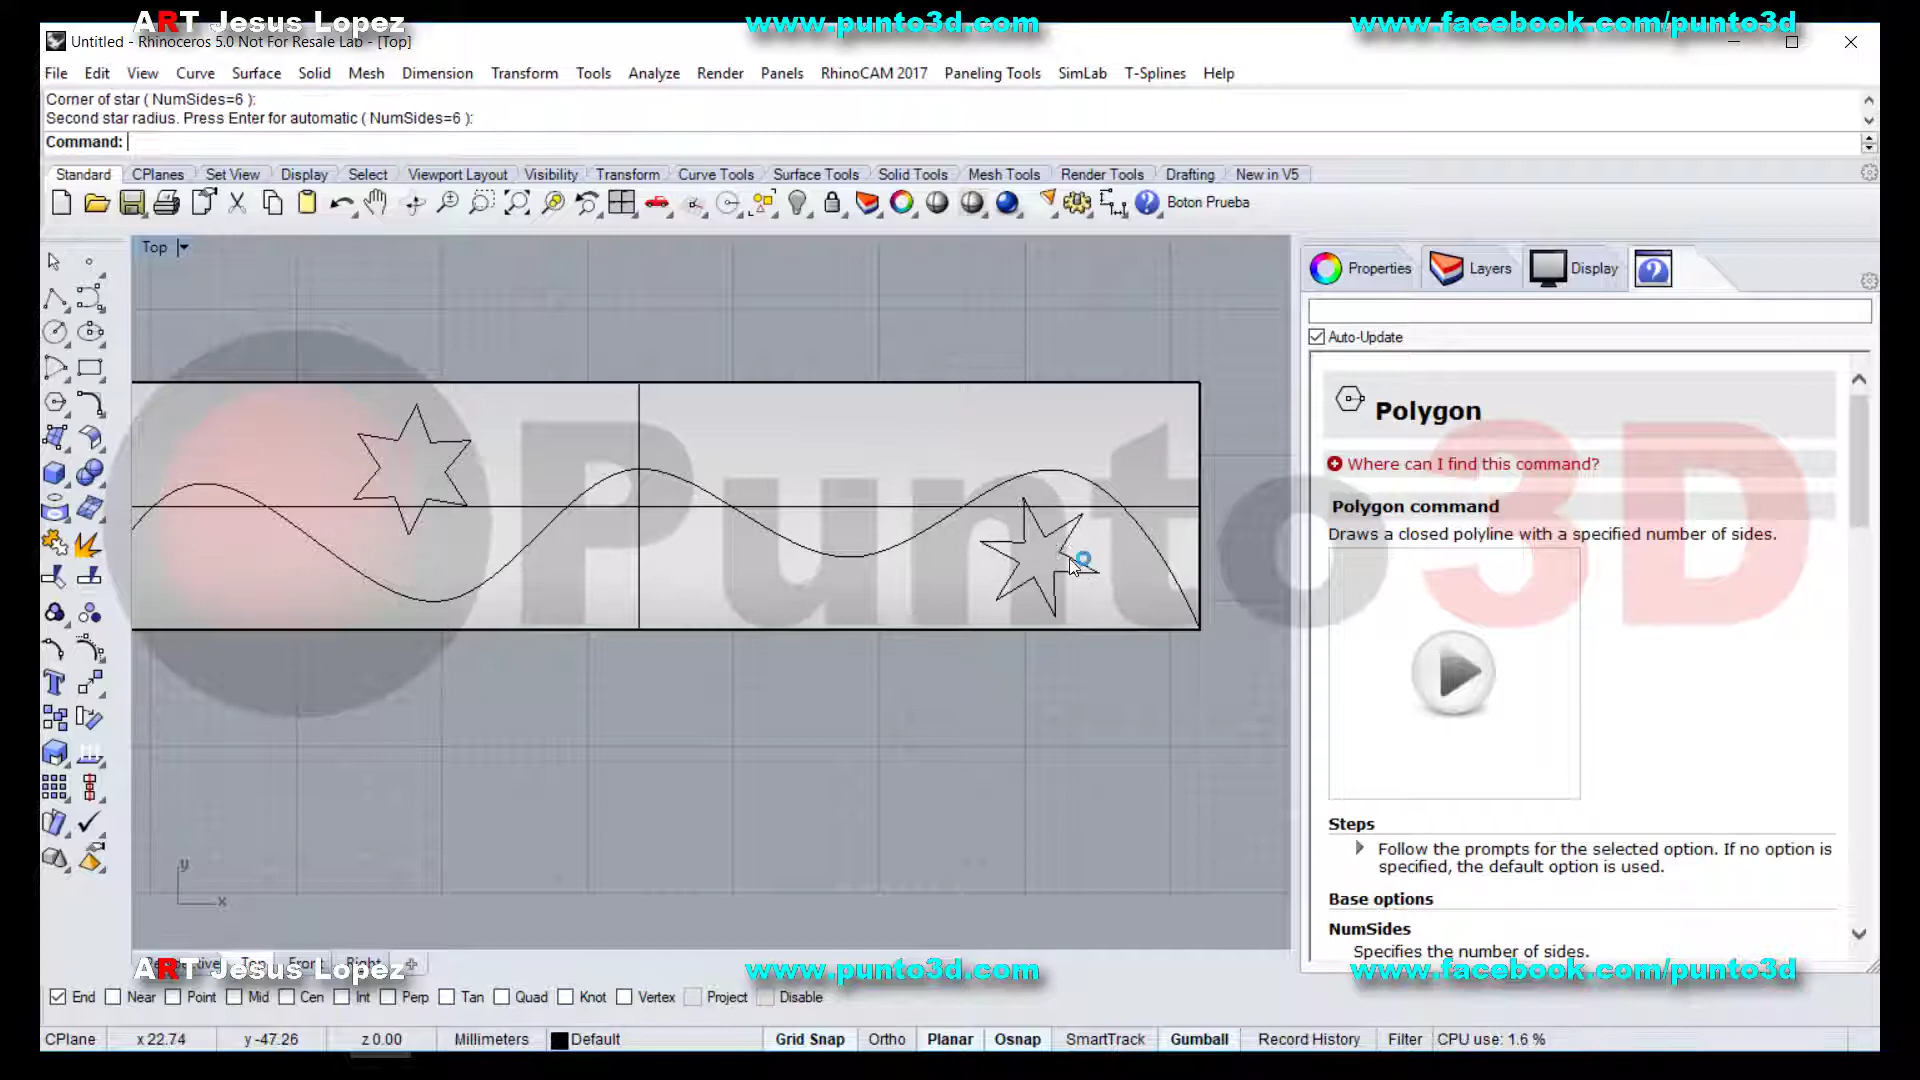 ART Jesus Lopez www.punto3d.com www.facebook.com/punto3d
Untitled - Rhinoceros 5.0 Not For Resale Lab - [Top]
File Edit View Curve Surface Solid Mesh Dimension Transform Tools Analyze Render Panels RhinoCAM 2017 Paneling Tools SimLab T-Splines Help
Corner of star ( NumSides=6 ):
Second star radius. Press Enter for automatic ( NumSides=6 ):
Command:
Standard CPlanes Set View Display Select Viewport Layout Visibility Transform Curve Tools Surface Tools Solid Tools Mesh Tools Render Tools Drafting New in V5
Boton Prueba
Top
Properties Layers Display
Auto-Update
Polygon
Where can I find this command?
Polygon command
Draws a closed polyline with a specified number of sides.
Punto3D
Steps
Follow the prompts for the selected option. If no option is
specified, the default option is used.
Base options
NumSides
Specifies the number of sides.
y
x
Top Front Right
ART Jesus Lopez www.punto3d.com www.facebook.com/punto3d
End Near Point Mid Cen Int Perp Tan Quad Knot Vertex Project Disable
CPlane x 22.74 y -47.26 z 0.00 Millimeters Default Grid Snap Ortho Planar Osnap SmartTrack Gumball Record History Filter CPU use: 1.6 %